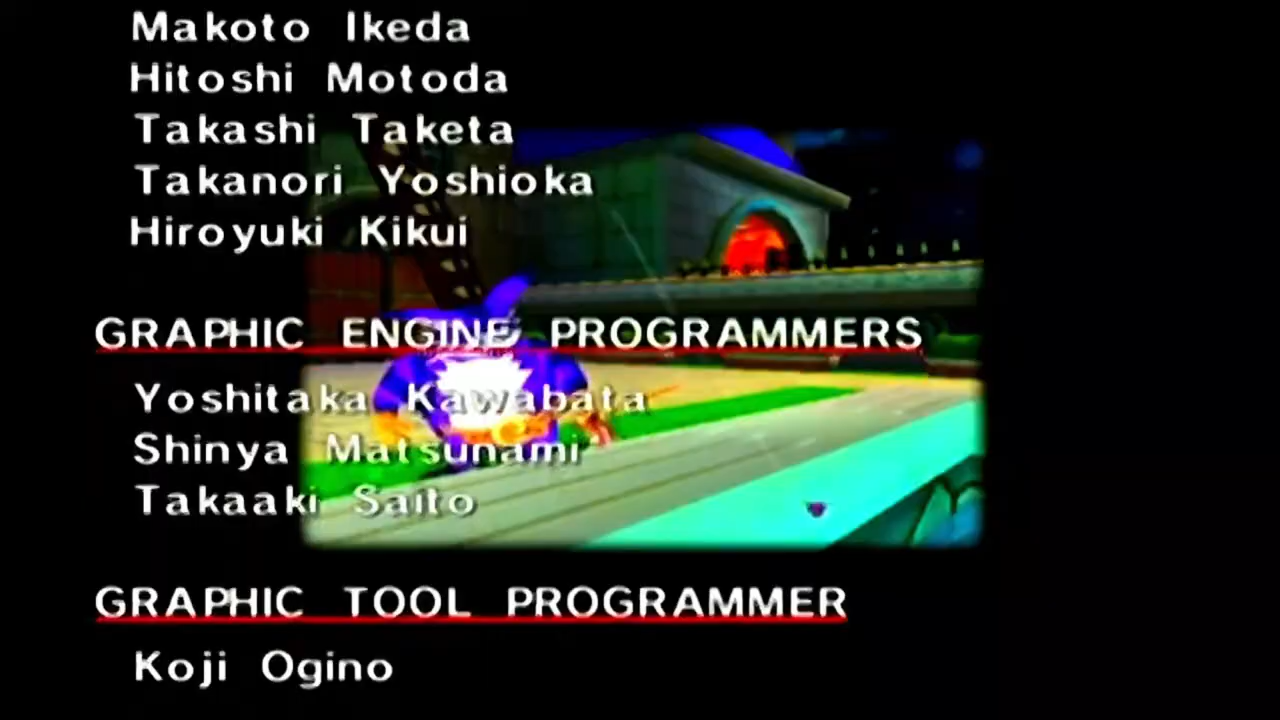 Makoto Ikeda
Hitoshi Motoda
Takashi Taketa
Takanori Yoshioka
Hiroyuki Kikui
GRAPHIC ENGINE PROGRAMMERS
Yoshitaka Kawabata
Shinya Matsunami
Takaaki Saito
GRAPHIC TOOL PROGRAMMER
Koji Ogino